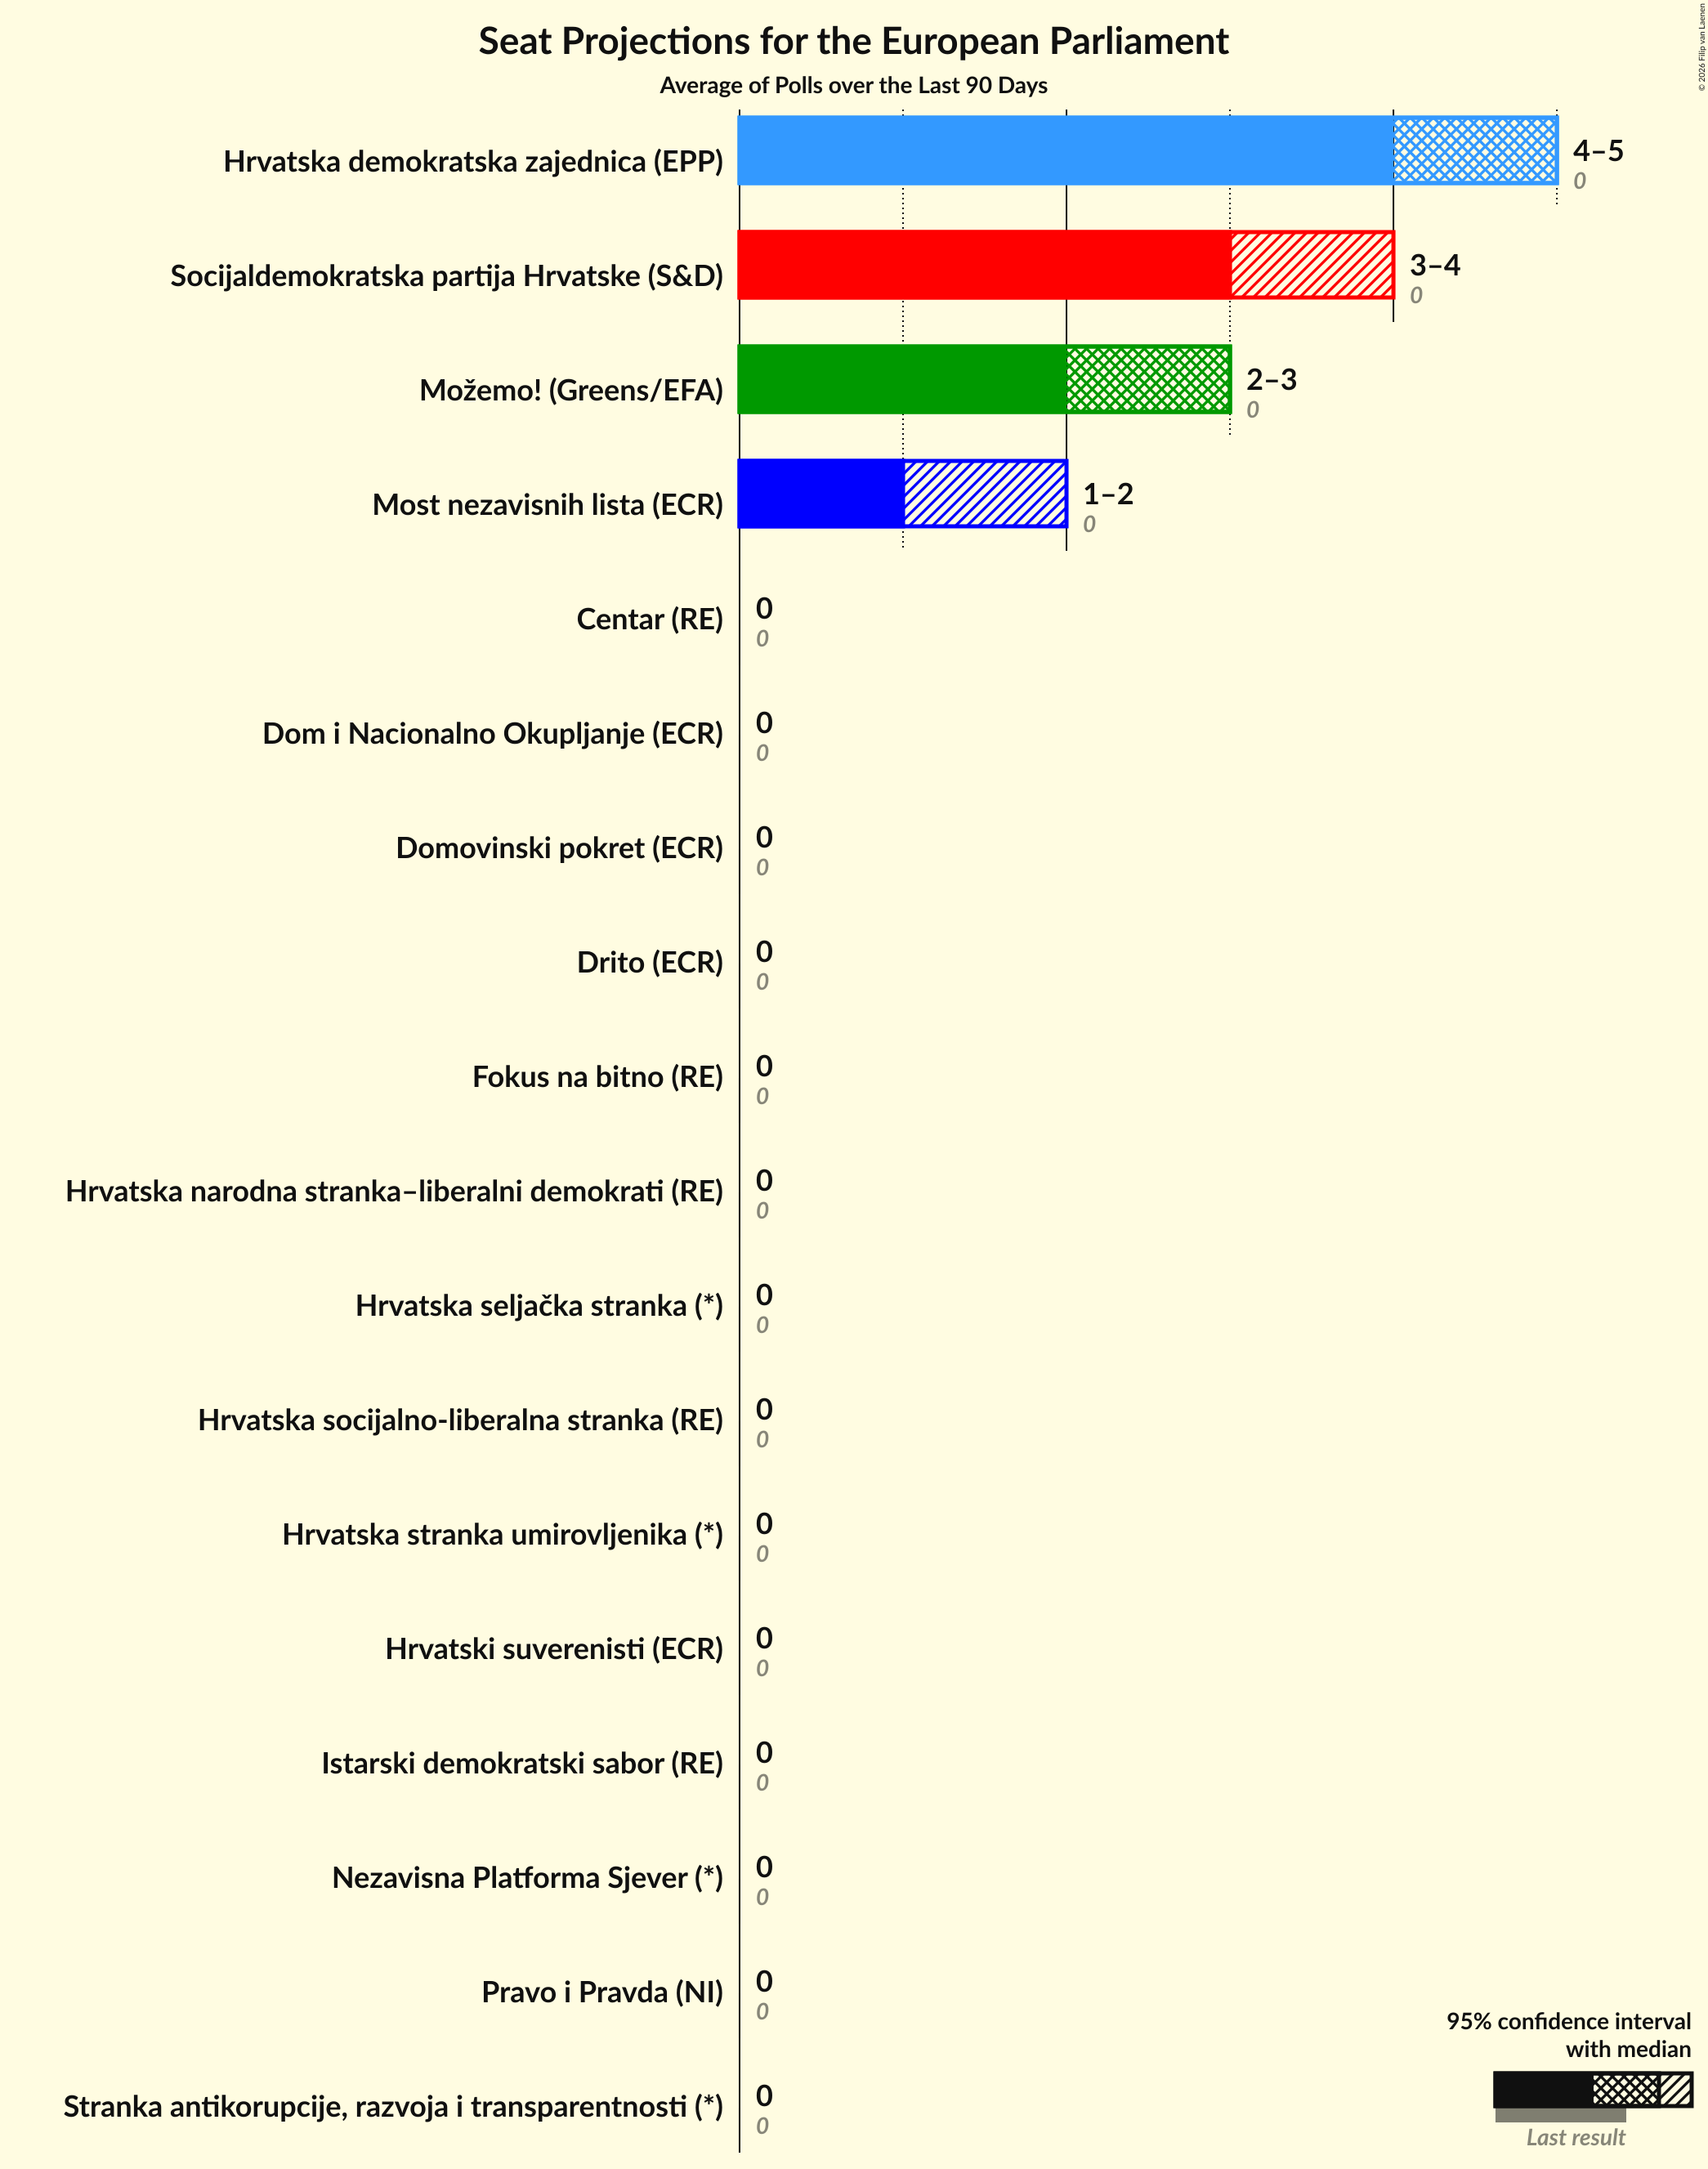 Seat Projections for the European Parliament
Average of Polls over the Last 90 Days
© 2026 Filip van Laenen
Hrvatska demokratska zajednica (EPP)
4–5
0
Socijaldemokratska partija Hrvatske (S&D)
3–4
0
Možemo! (Greens/EFA)
2–3
0
Most nezavisnih lista (ECR)
1–2
0
Centar (RE)
0
0
Dom i Nacionalno Okupljanje (ECR)
0
0
Domovinski pokret (ECR)
0
0
Drito (ECR)
0
0
Fokus na bitno (RE)
0
0
Hrvatska narodna stranka–liberalni demokrati (RE)
0
0
Hrvatska seljačka stranka (*)
0
0
Hrvatska socijalno-liberalna stranka (RE)
0
0
Hrvatska stranka umirovljenika (*)
0
0
Hrvatski suverenisti (ECR)
0
0
Istarski demokratski sabor (RE)
0
0
Nezavisna Platforma Sjever (*)
0
0
Pravo i Pravda (NI)
0
0
Stranka antikorupcije, razvoja i transparentnosti (*)
0
0
95% confidence interval
with median
Last result